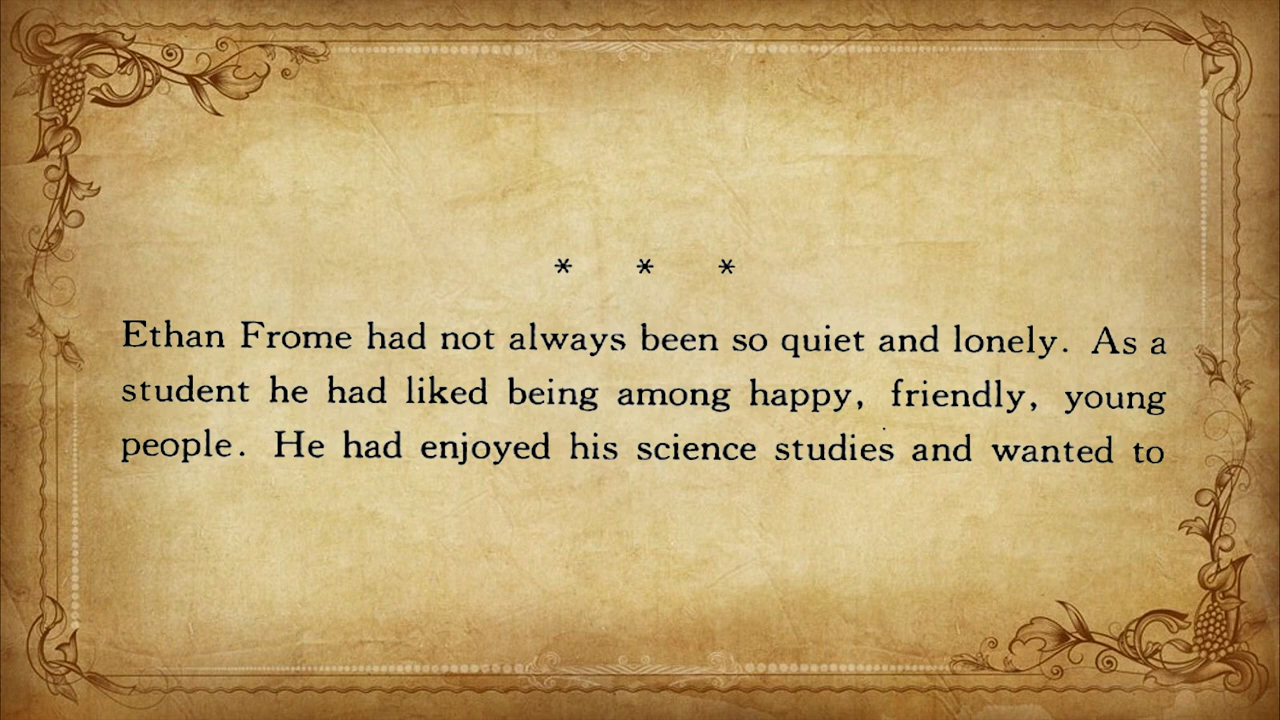 * * *
Ethan Frome had not always been so quiet and lonely. As a
student he had liked being among happy, friendly, young
people. He had enjoyed his science studies and wanted to